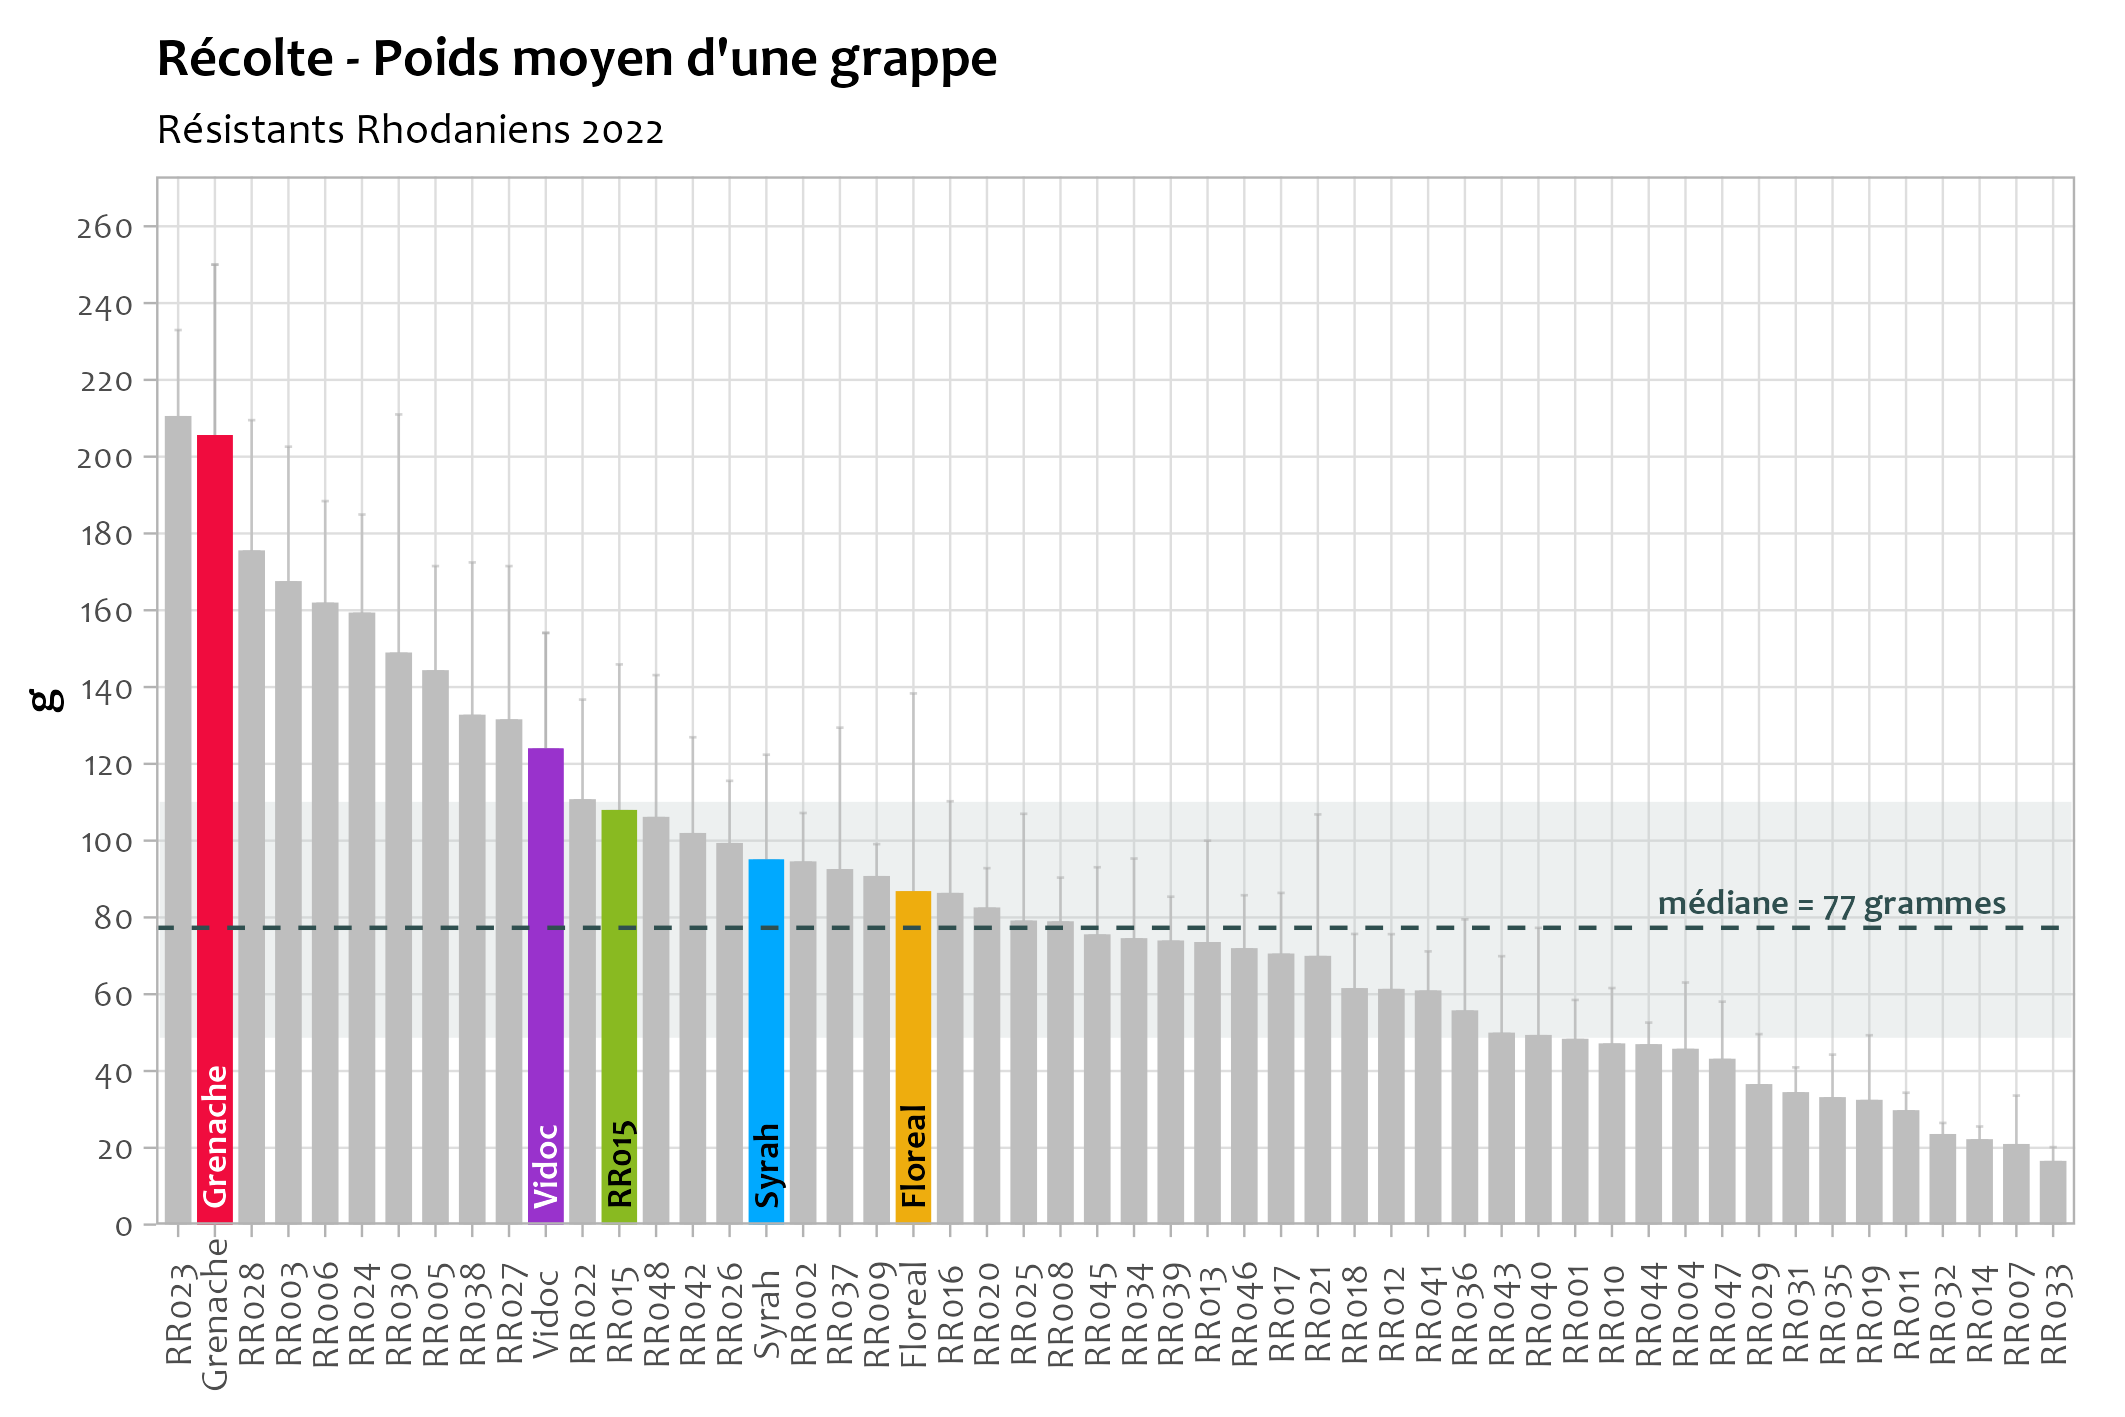 Récolte - Poids moyen d'une grappe
Résistants Rhodaniens 2022
g
260
240
220
200
180
160
140
120
100
80
60
40
20
0
médiane = 77 grammes
Grenache
Vidoc
RR015
Syrah
Floreal
RR023
Grenache
RR028
RR003
RR006
RR024
RR030
RR005
RR038
RR027
Vidoc
RR022
RR015
RR048
RR042
RR026
Syrah
RR002
RR037
RR009
Floreal
RR016
RR020
RR025
RR008
RR045
RR034
RR039
RR013
RR046
RR017
RR021
RR018
RR012
RR041
RR036
RR043
RR040
RR001
RR010
RR044
RR004
RR047
RR029
RR031
RR035
RR019
RR011
RR032
RR014
RR007
RR033